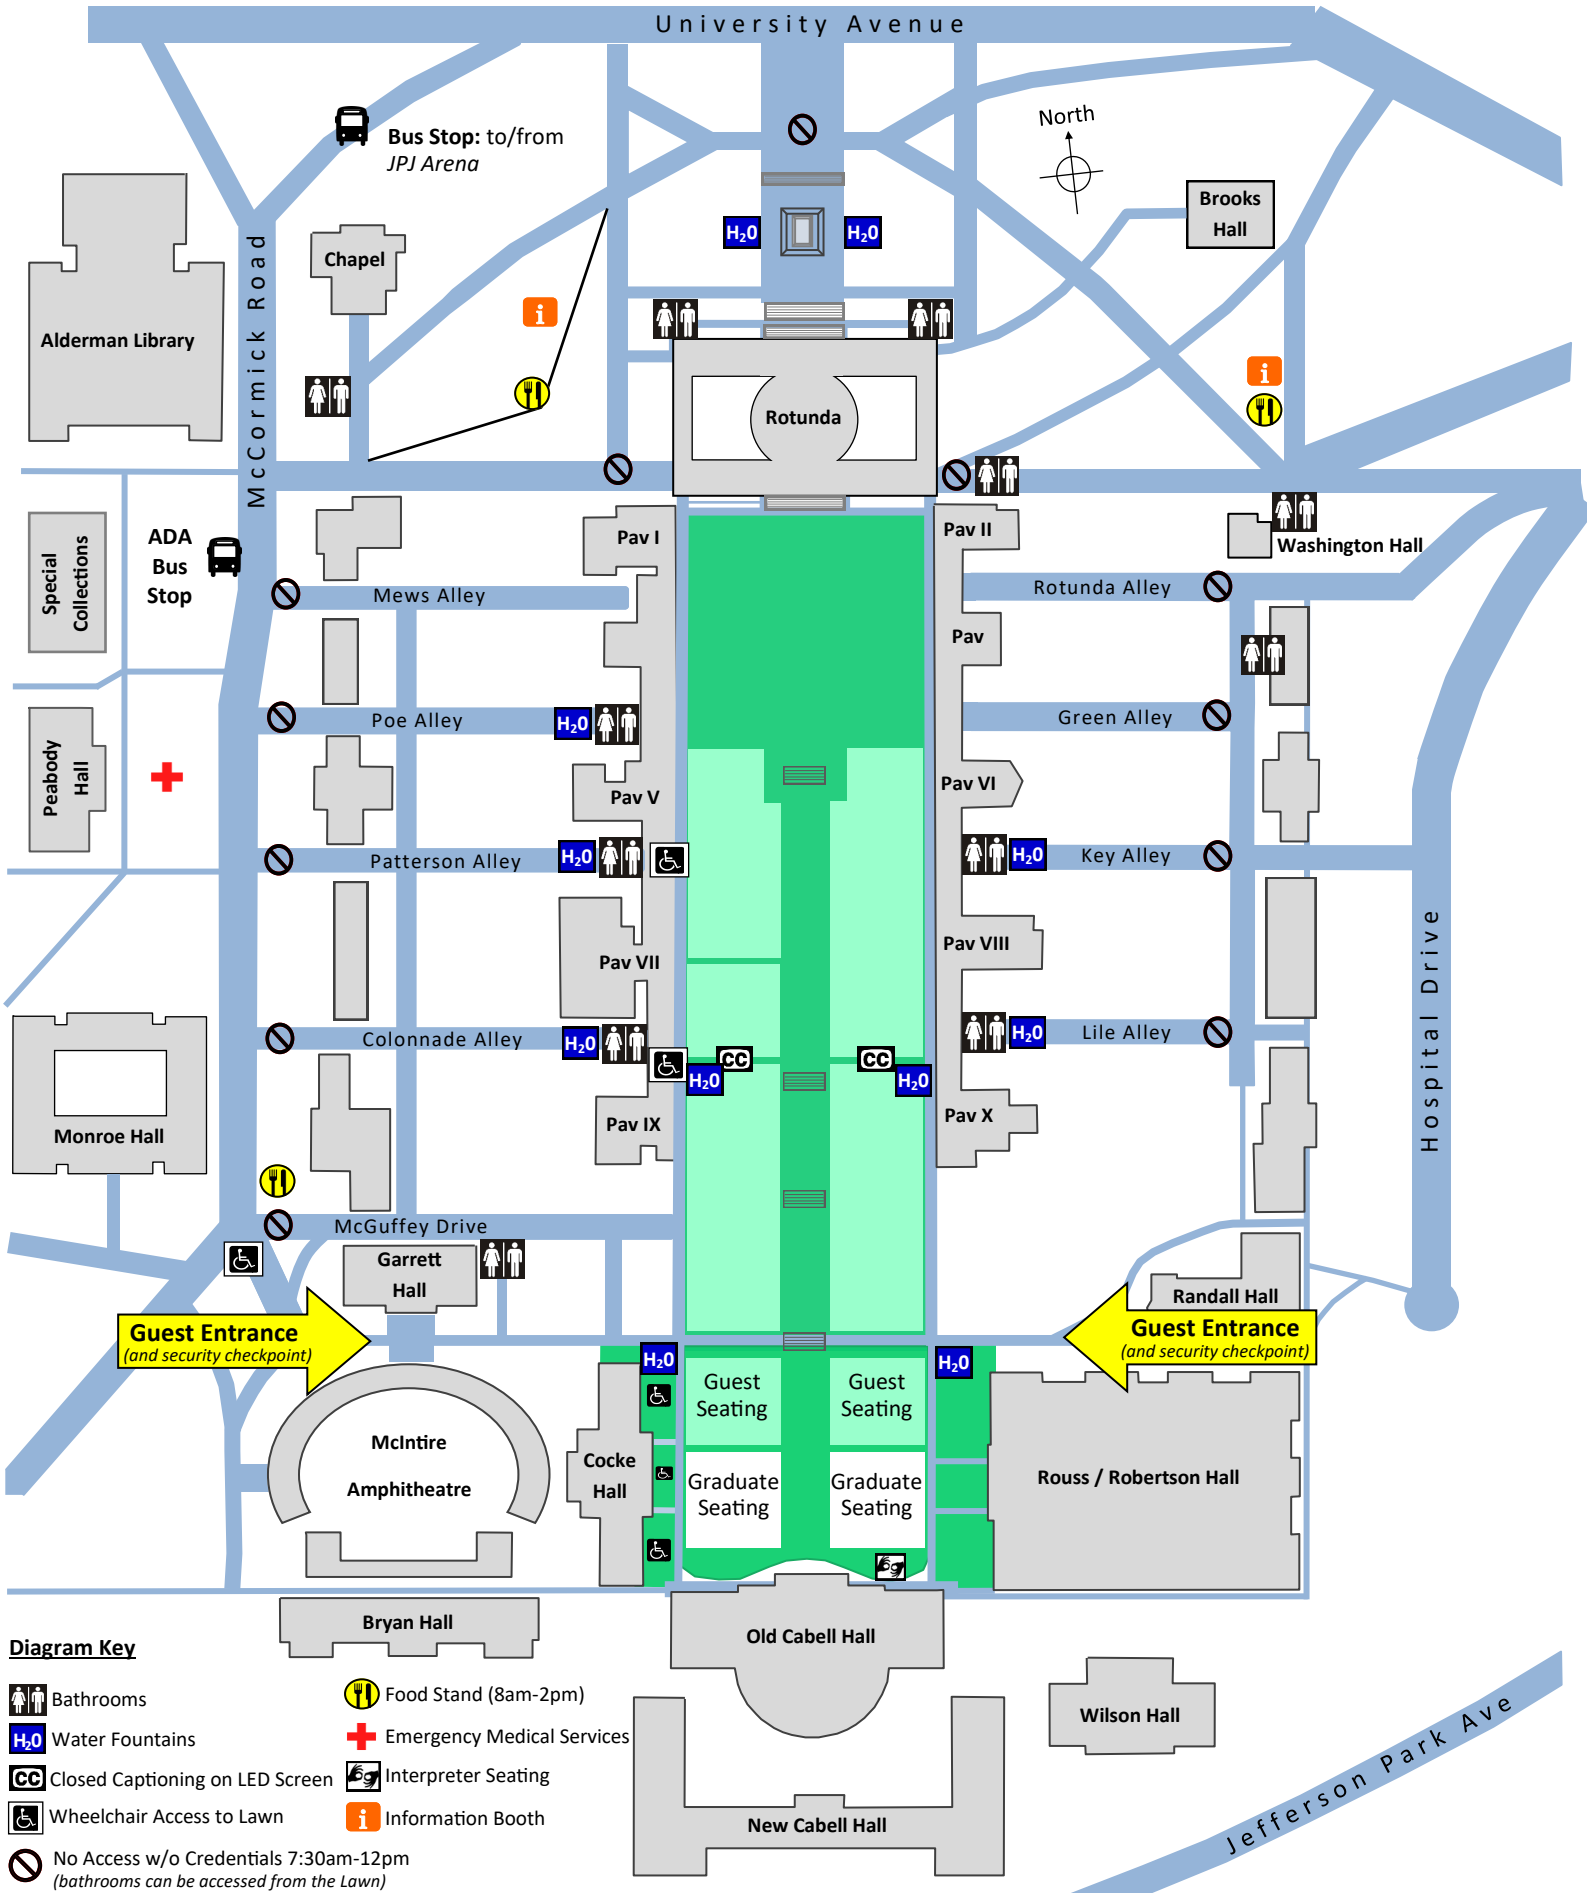 University Avenue
North
Bus Stop: to/from
JPJ Arena
Brooks
Hall
H₂0
H₂0
Chapel
i
McCormick Road
Alderman Library
i
Rotunda
Special
Collections
ADA
Bus
Stop
Pav I
Pav II
Washington Hall
Mews Alley
Rotunda Alley
Pav
Poe Alley
H₂0
Green Alley
Peabody
Hall
Pav V
Pav VI
Patterson Alley
H₂0
H₂0
Key Alley
Pav VII
Pav VIII
Hospital Drive
Colonnade Alley
H₂0
H₂0
Lile Alley
CC
CC
H₂0
H₂0
Monroe Hall
Pav IX
Pav X
McGuffey Drive
Garrett
Hall
Randall Hall
Guest Entrance
(and security checkpoint)
Guest Entrance
(and security checkpoint)
H₂0
H₂0
Guest
Seating
Guest
Seating
McIntire
Amphitheatre
Cocke
Hall
Graduate
Seating
Graduate
Seating
Rouss / Robertson Hall
Bryan Hall
Old Cabell Hall
Wilson Hall
New Cabell Hall
Jefferson Park Ave
Diagram Key
Bathrooms
H₂0 Water Fountains
CC Closed Captioning on LED Screen
Wheelchair Access to Lawn
No Access w/o Credentials 7:30am-12pm
(bathrooms can be accessed from the Lawn)
Food Stand (8am-2pm)
Emergency Medical Services
Interpreter Seating
i Information Booth